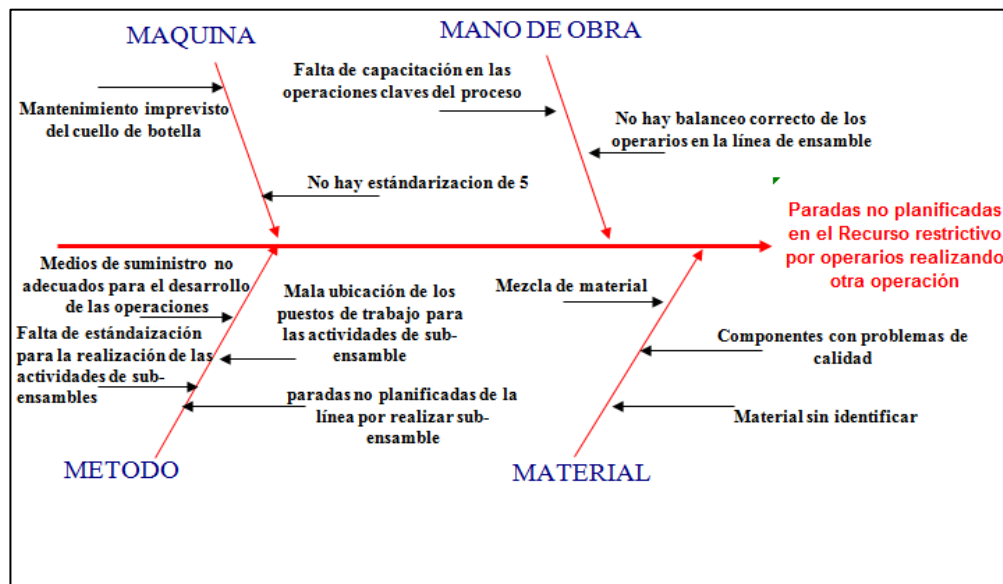 MAQUINA
MANO DE OBRA
Mantenimiento imprevisto
del cuello de botella
No hay estándarizacion de 5
Falta de capacitación en las
operaciones claves del proceso
No hay balanceo correcto de los
operarios en la línea de ensamble
Paradas no planificadas
en el Recurso restrictivo
por operarios realizando
otra operación
Medios de suministro no
adecuados para el desarrollo
de las operaciones
Falta de estándaización
para la realización de las
actividades de sub-
ensambles
Mala ubicación de los
puestos de trabajo para
las actividades de sub-
ensamble
paradas no planificadas de la
línea por realizar sub-
ensamble
Mezcla de material
Componentes con problemas de
calidad
Material sin identificar
METODO
MATERIAL